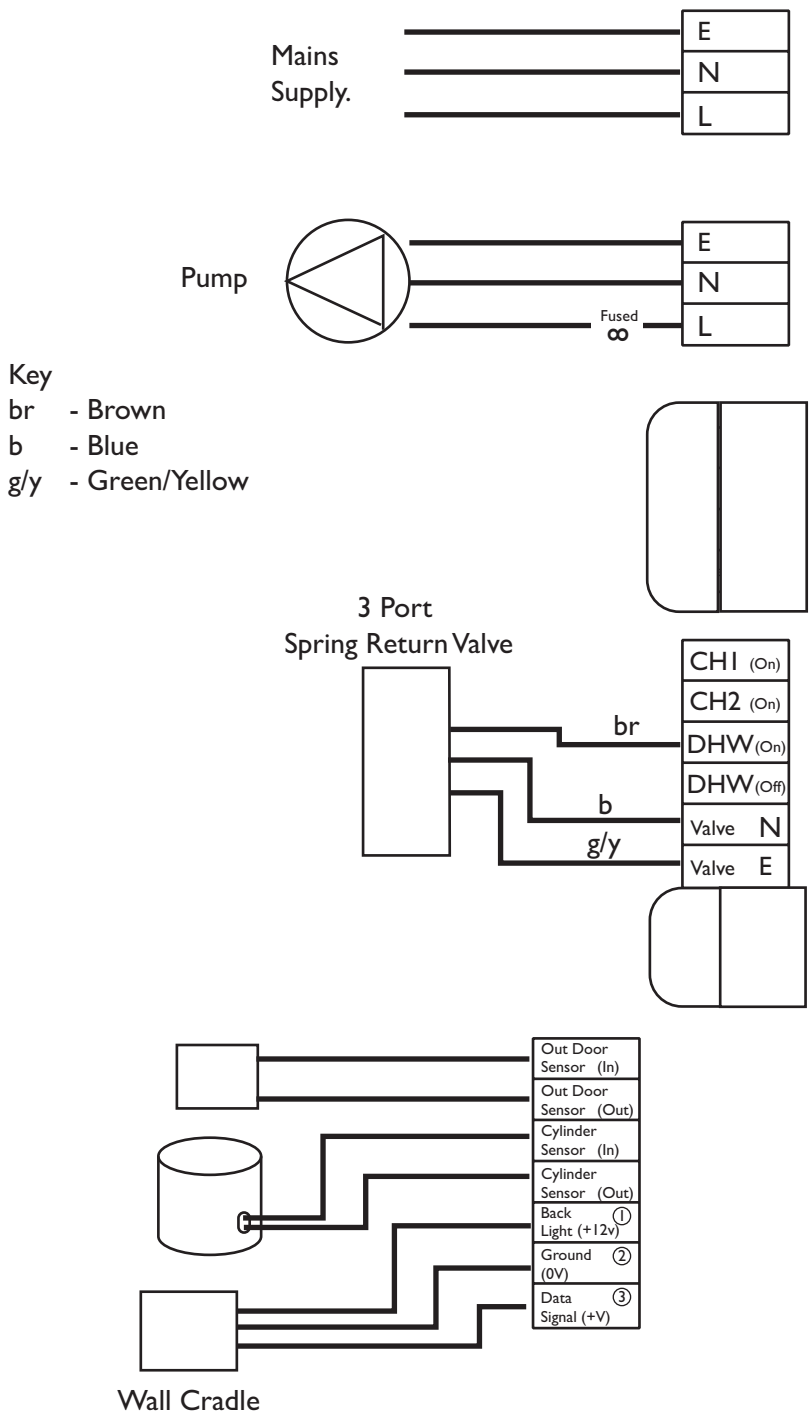 Mains
Supply.
E
N
L
Pump
E
N
Fused
L
Key
br - Brown
b - Blue
g/y - Green/Yellow
3 Port
Spring Return Valve
br
b
g/y
CH1 (On)
CH2 (On)
DHW (On)
DHW (Off)
Valve N
Valve E
Out Door
Sensor (In)
Out Door
Sensor (Out)
Cylinder
Sensor (In)
Cylinder
Sensor (Out)
Back ①
Light (+12v)
Ground ②
(0V)
Data ③
Signal (+V)
Wall Cradle